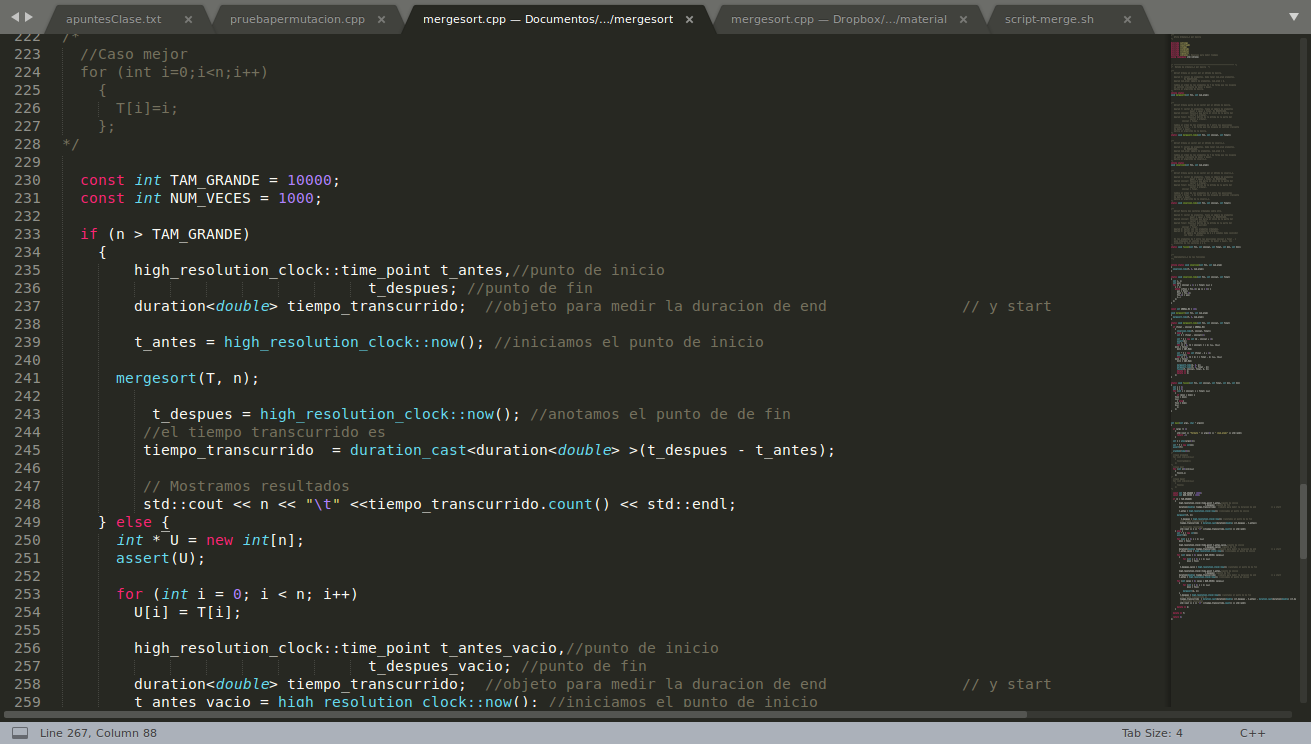 apuntesClase.txt × pruebapermutacion.cpp × mergesort.cpp — Documentos/.../mergesort × mergesort.cpp — Dropbox/.../material × script-merge.sh ×
222 /*
223 //Caso mejor
224 for (int i=0;i<n;i++)
225 {
226 T[i]=i;
227 };
228 */
229
230 const int TAM_GRANDE = 10000;
231 const int NUM_VECES = 1000;
232
233 if (n > TAM_GRANDE)
234 {
235 high_resolution_clock::time_point t_antes,//punto de inicio
236 t_despues; //punto de fin
237 duration<double> tiempo_transcurrido; //objeto para medir la duracion de end // y start
238
239 t_antes = high_resolution_clock::now(); //iniciamos el punto de inicio
240
241 mergesort(T, n);
242
243 t_despues = high_resolution_clock::now(); //anotamos el punto de de fin
244 //el tiempo transcurrido es
245 tiempo_transcurrido = duration_cast<duration<double> >(t_despues - t_antes);
246
247 // Mostramos resultados
248 std::cout << n << "\t" <<tiempo_transcurrido.count() << std::endl;
249 } else {
250 int * U = new int[n];
251 assert(U);
252
253 for (int i = 0; i < n; i++)
254 U[i] = T[i];
255
256 high_resolution_clock::time_point t_antes_vacio,//punto de inicio
257 t_despues_vacio; //punto de fin
258 duration<double> tiempo_transcurrido; //objeto para medir la duracion de end // y start
259 t_antes_vacio = high_resolution_clock::now(); //iniciamos el punto de inicio
Line 267, Column 88 Tab Size: 4 C++